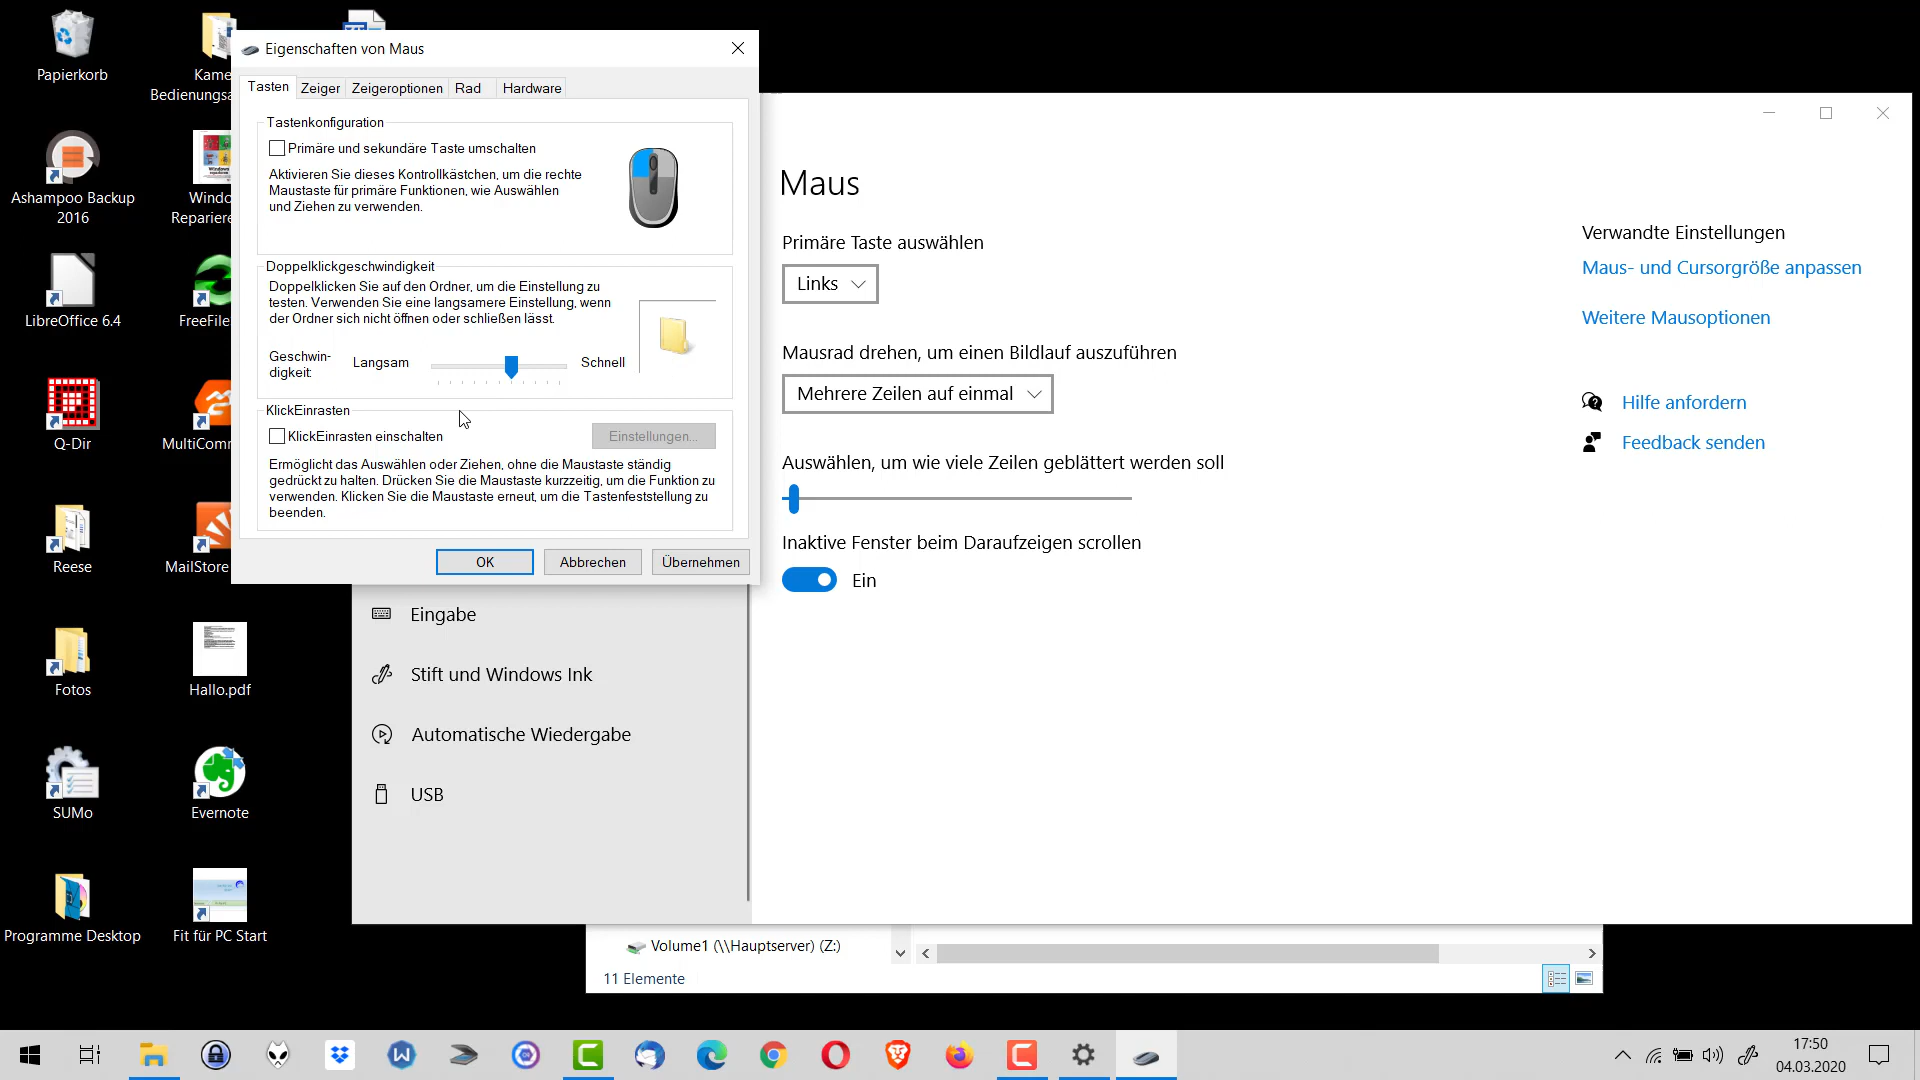 Papierkorb
Kame
Bedienungsa
Ashampoo Backup
2016
Windo
Reparier
LibreOffice 6.4
FreeFile
Q-Dir
MultiComm
Reese
MailStore
Fotos
Hallo.pdf
SUMo
Evernote
Programme Desktop
Fit für PC Start
Eigenschaften von Maus
Tasten
Zeiger
Zeigeroptionen
Rad
Hardware
Tastenkonfiguration
Primäre und sekundäre Taste umschalten
Aktivieren Sie dieses Kontrollkästchen, um die rechte
Maustaste für primäre Funktionen, wie Auswählen
und Ziehen zu verwenden.
Doppelklickgeschwindigkeit
Doppelklicken Sie auf den Ordner, um die Einstellung zu
testen. Verwenden Sie eine langsamere Einstellung, wenn
der Ordner sich nicht öffnen oder schließen lässt.
Geschwin-
digkeit:
Langsam
Schnell
KlickEinrasten
KlickEinrasten einschalten
Einstellungen...
Ermöglicht das Auswählen oder Ziehen, ohne die Maustaste ständig
gedrückt zu halten. Drücken Sie die Maustaste kurzzeitig, um die Funktion zu
verwenden. Klicken Sie die Maustaste erneut, um die Tastenfeststellung zu
beenden.
OK
Abbrechen
Übernehmen
Eingabe
Stift und Windows Ink
Automatische Wiedergabe
USB
Maus
Primäre Taste auswählen
Links
Mausrad drehen, um einen Bildlauf auszuführen
Mehrere Zeilen auf einmal
Auswählen, um wie viele Zeilen geblättert werden soll
Inaktive Fenster beim Daraufzeigen scrollen
Ein
Verwandte Einstellungen
Maus- und Cursorgröße anpassen
Weitere Mausoptionen
Hilfe anfordern
Feedback senden
Volume1 (\\Hauptserver) (Z:)
11 Elemente
17:50
04.03.2020